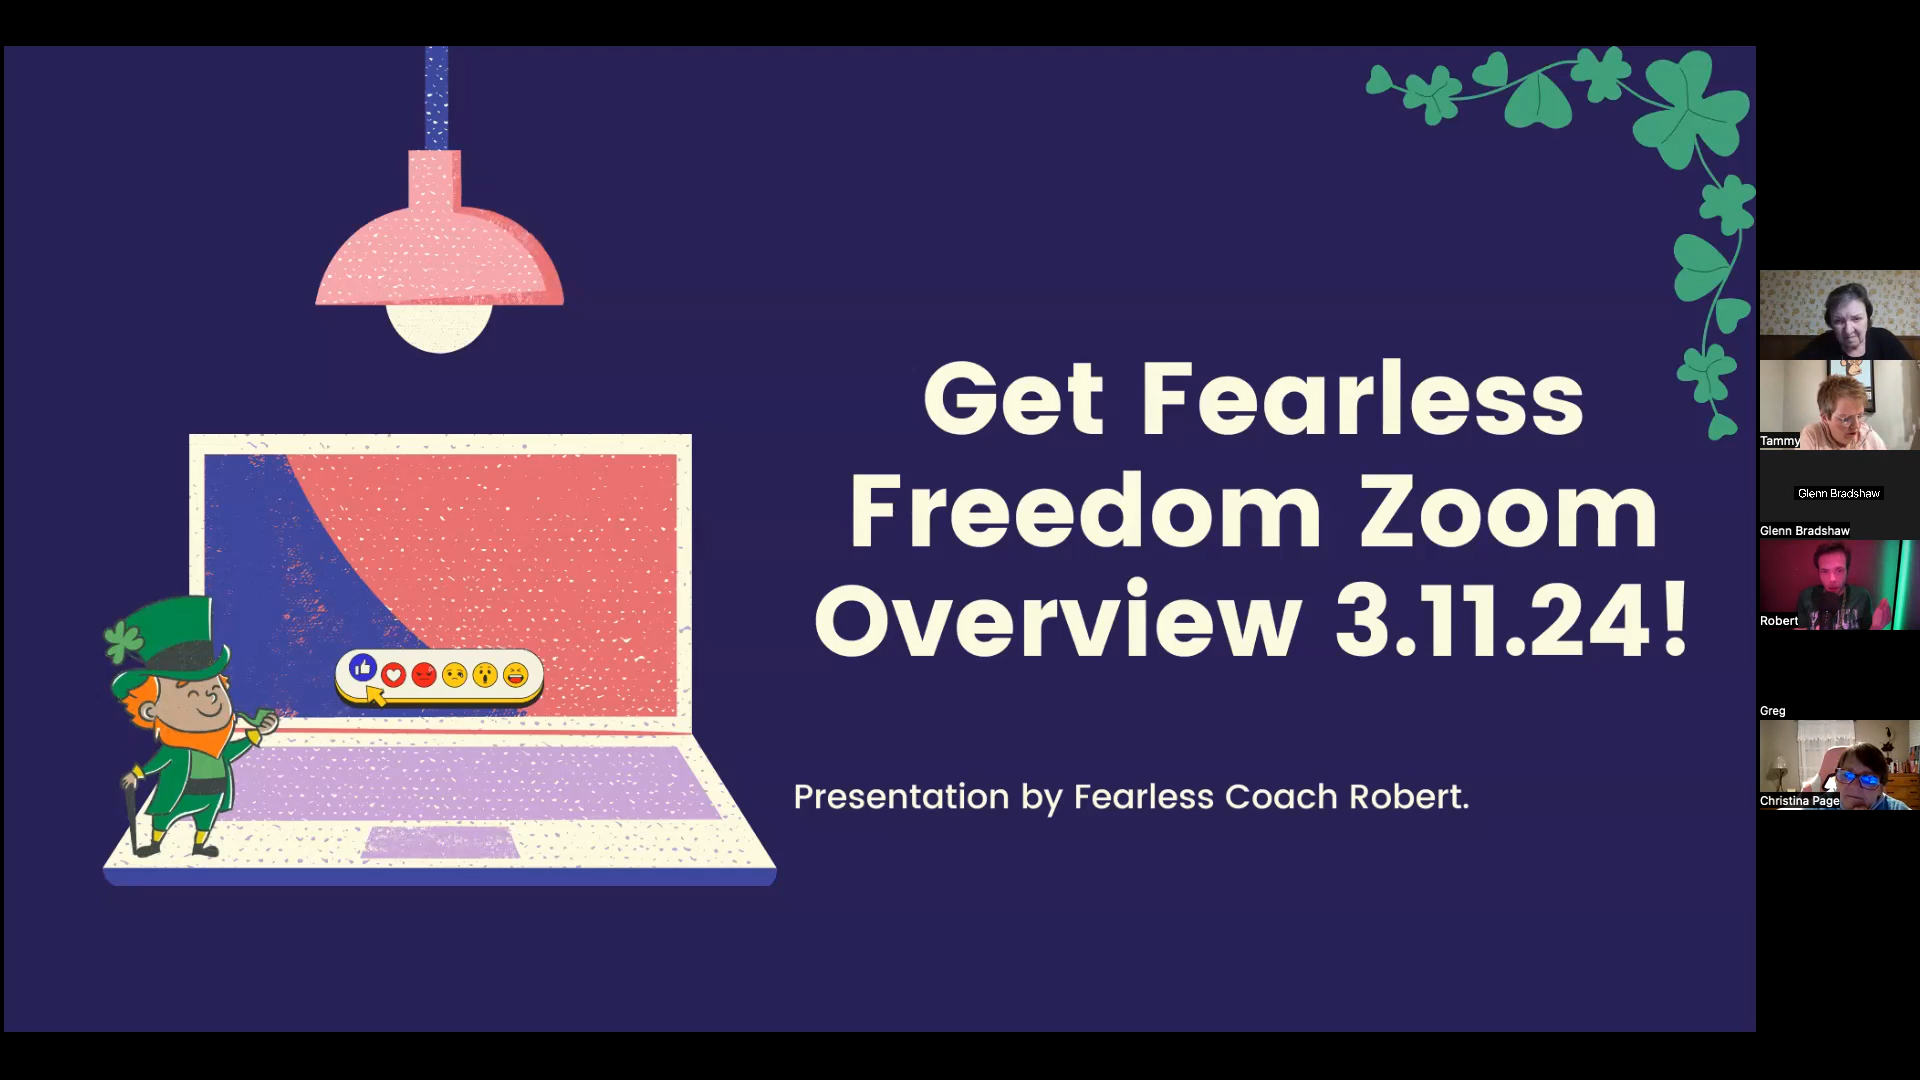 Get Fearless
Freedom Zoom
Overview 3.11.24!
Presentation by Fearless Coach Robert.
Tammy
Glenn Bradshaw
Glenn Bradshaw
Robert
Greg
Christina Page